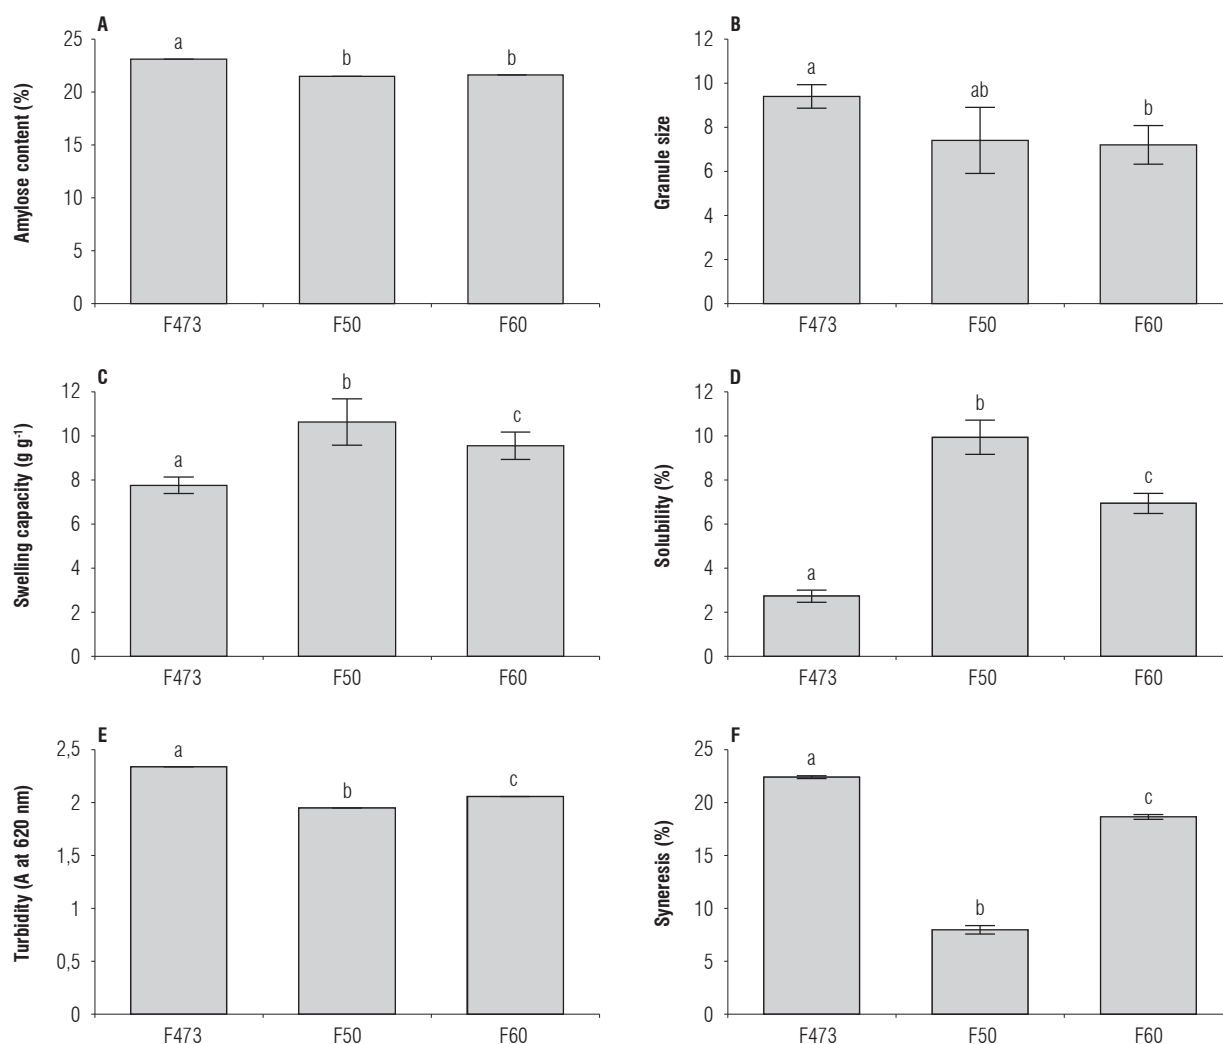 A
Amylose content (%)
25
20
15
10
5
0
a
b
b
F473
F50
F60
B
Granule size
12
10
8
6
4
2
0
a
ab
b
F473
F50
F60
C
Swelling capacity (g g-1)
12
10
8
6
4
2
0
a
b
c
F473
F50
F60
D
Solubility (%)
12
10
8
6
4
2
0
a
b
c
F473
F50
F60
E
Turbidity (A at 620 nm)
2,5
2
1,5
1
0,5
0
a
b
c
F473
F50
F60
F
Syneresis (%)
25
20
15
10
5
0
a
b
c
F473
F50
F60